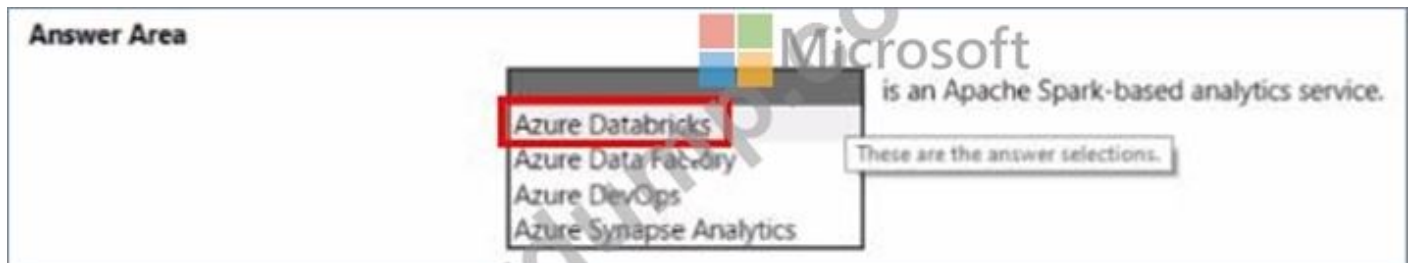 Answer Area
Microsoft
is an Apache Spark-based analytics service.
Azure Databricks
Azure Data Factory
These are the answer selections.
Azure DevOps
Azure Synapse Analytics